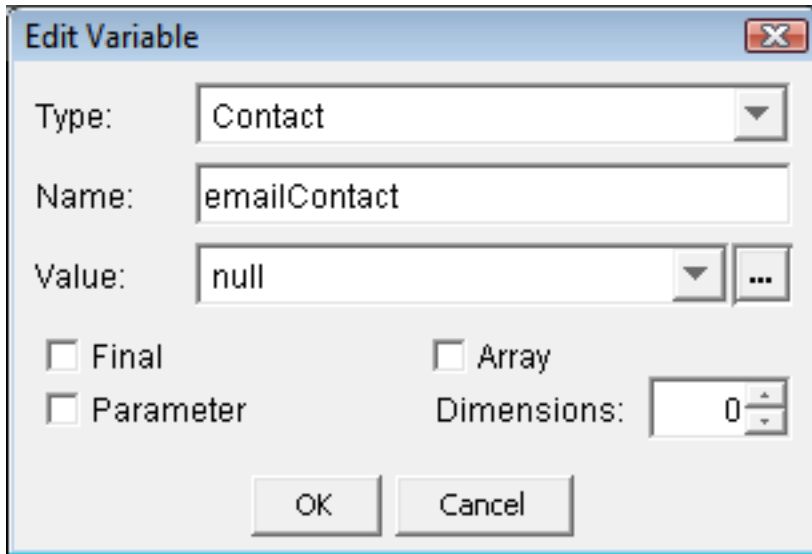 Edit Variable
Type: Contact
Name: emailContact
Value: null ...
Final Array
Parameter Dimensions: 0
OK Cancel